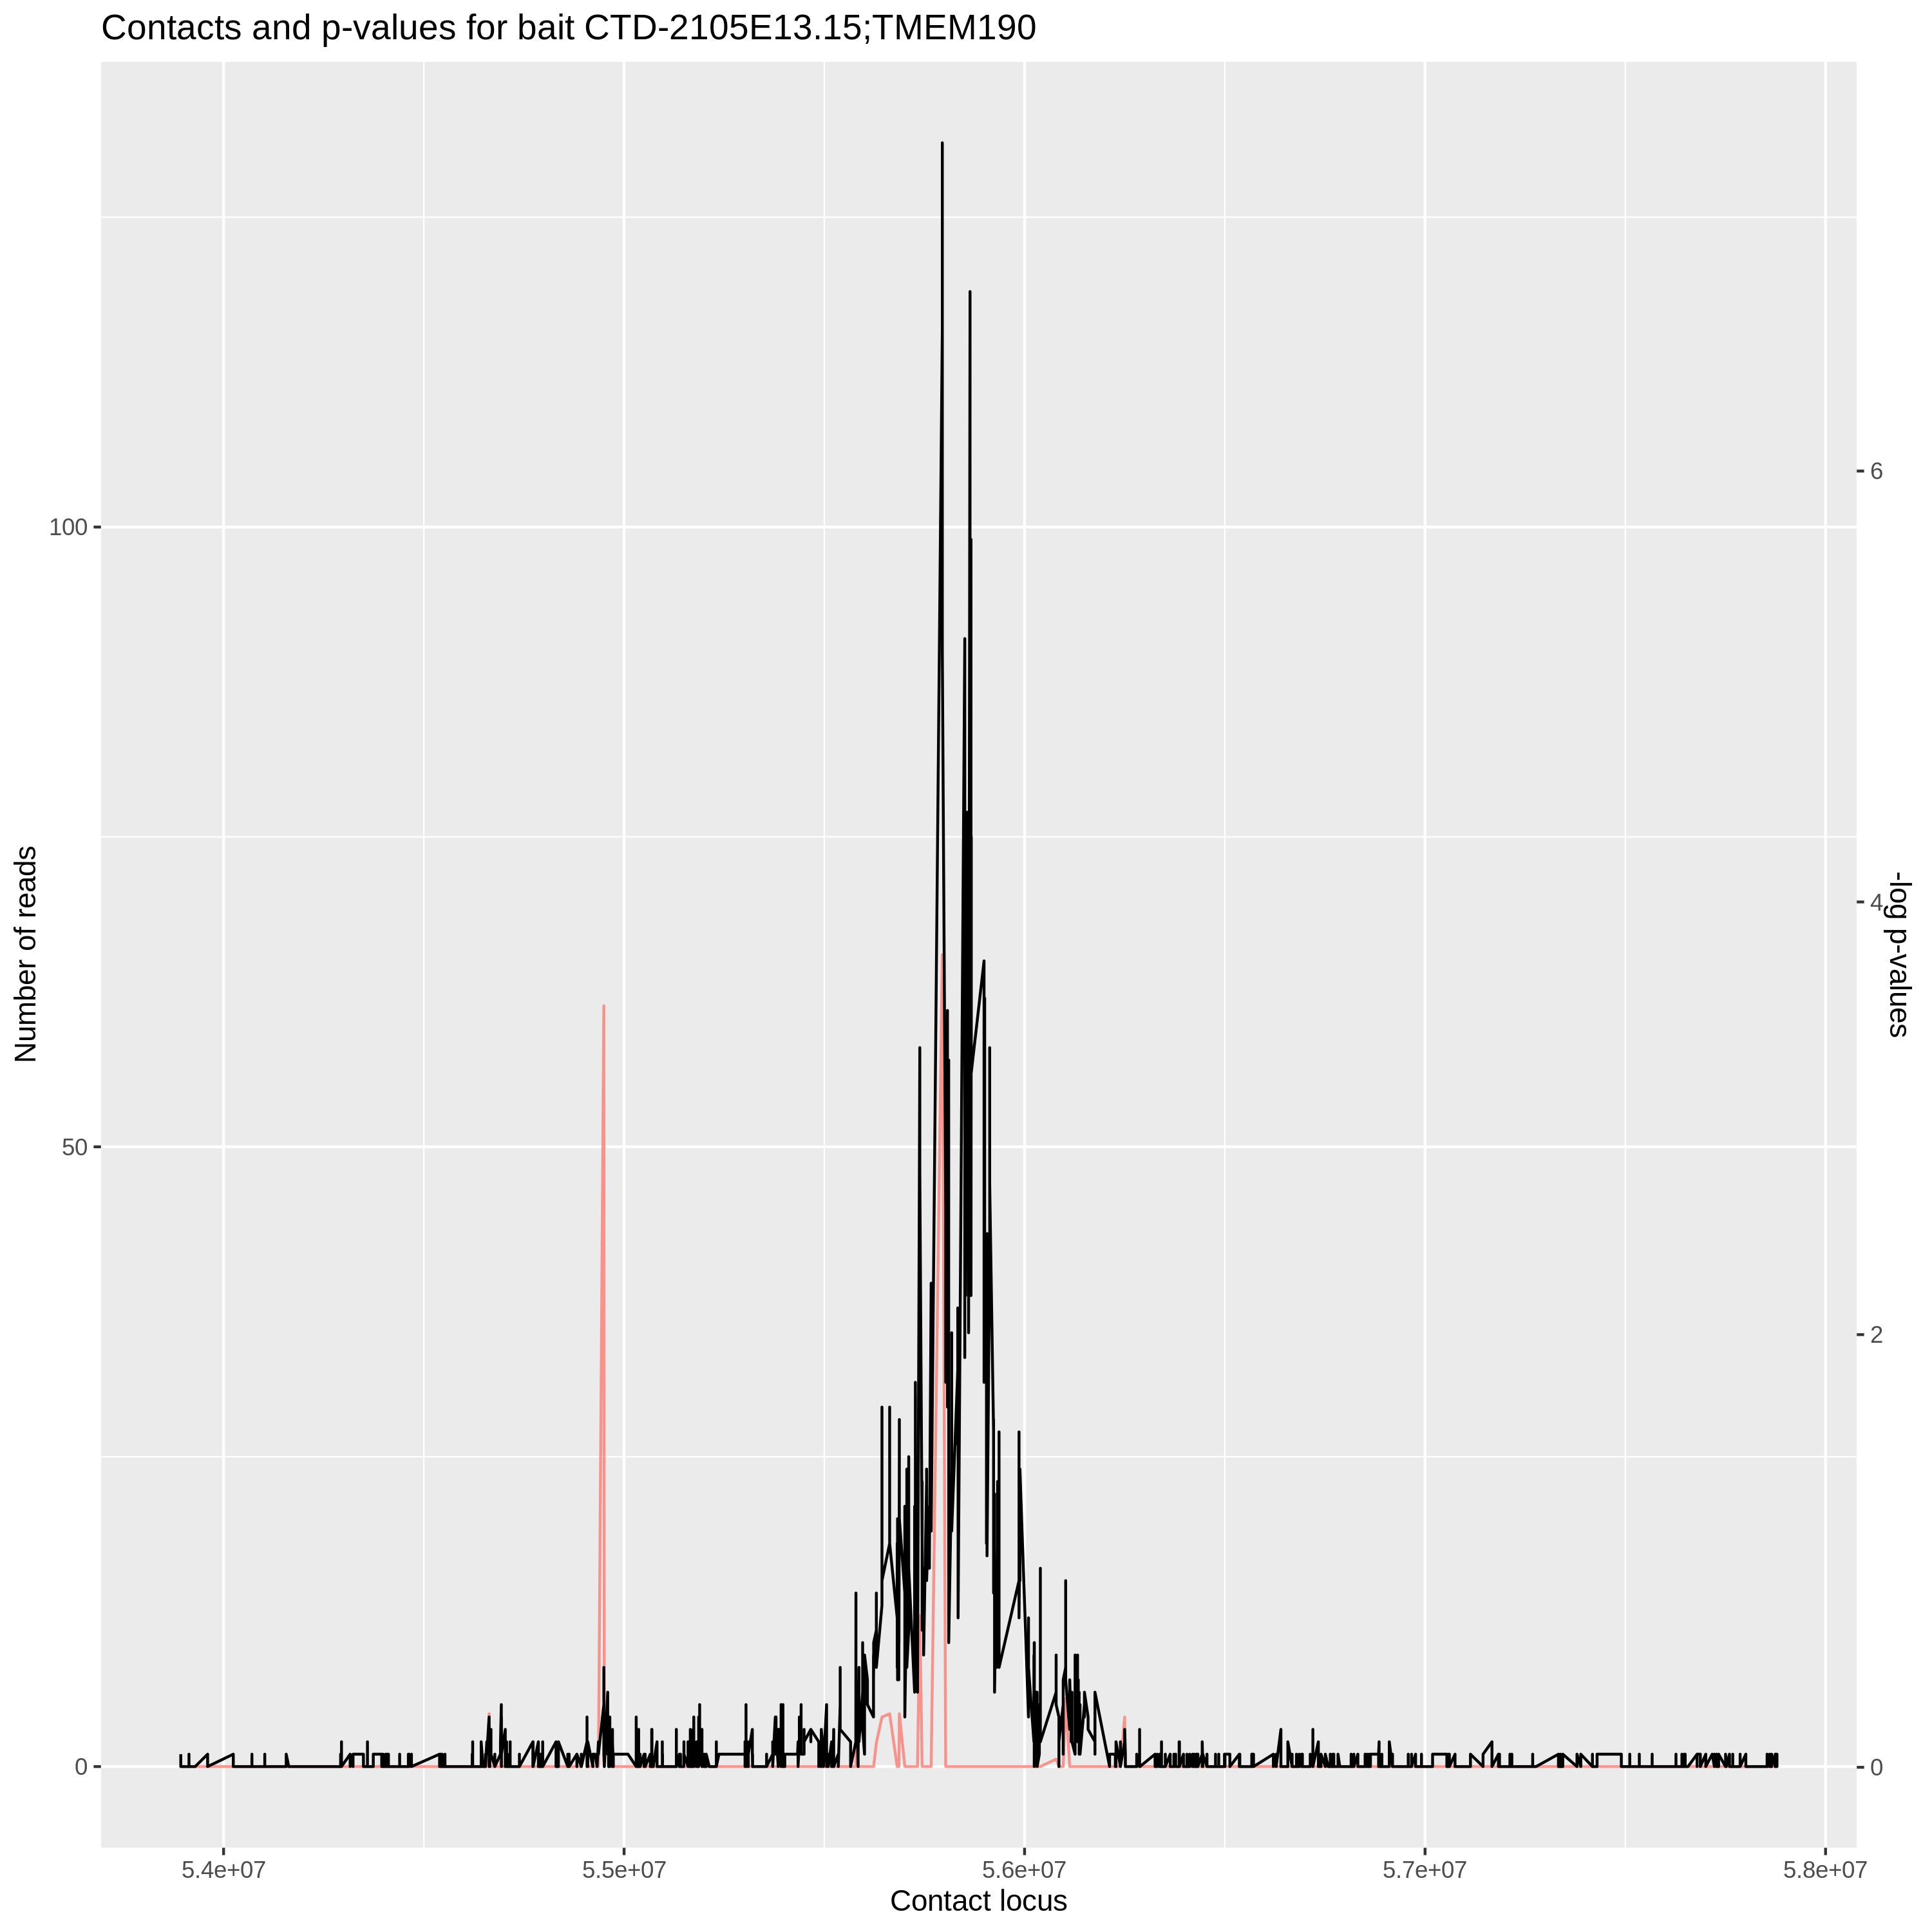 Contacts and p-values for bait CTD-2105E13.15;TMEM190
Number of reads
100
50
0
6
4
2
0
-log p-values
5.4e+07 5.5e+07 5.6e+07 5.7e+07 5.8e+07
Contact locus